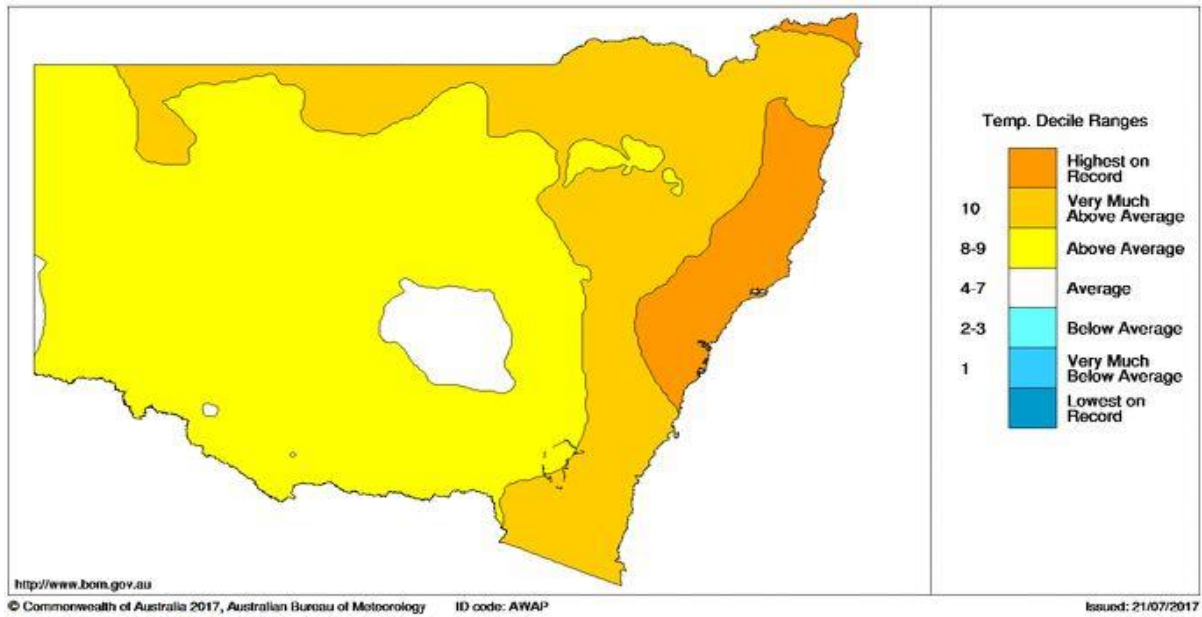 Temp. Decile Ranges
Highest on
Record
10
Very Much
Above Average
8-9
Above Average
4-7
Average
2-3
Below Average
1
Very Much
Below Average
Lowest on
Record
http://www.bom.gov.au
© Commonwealth of Australia 2017, Australian Bureau of Meteorology ID code: AWAP Issued: 21/07/2017